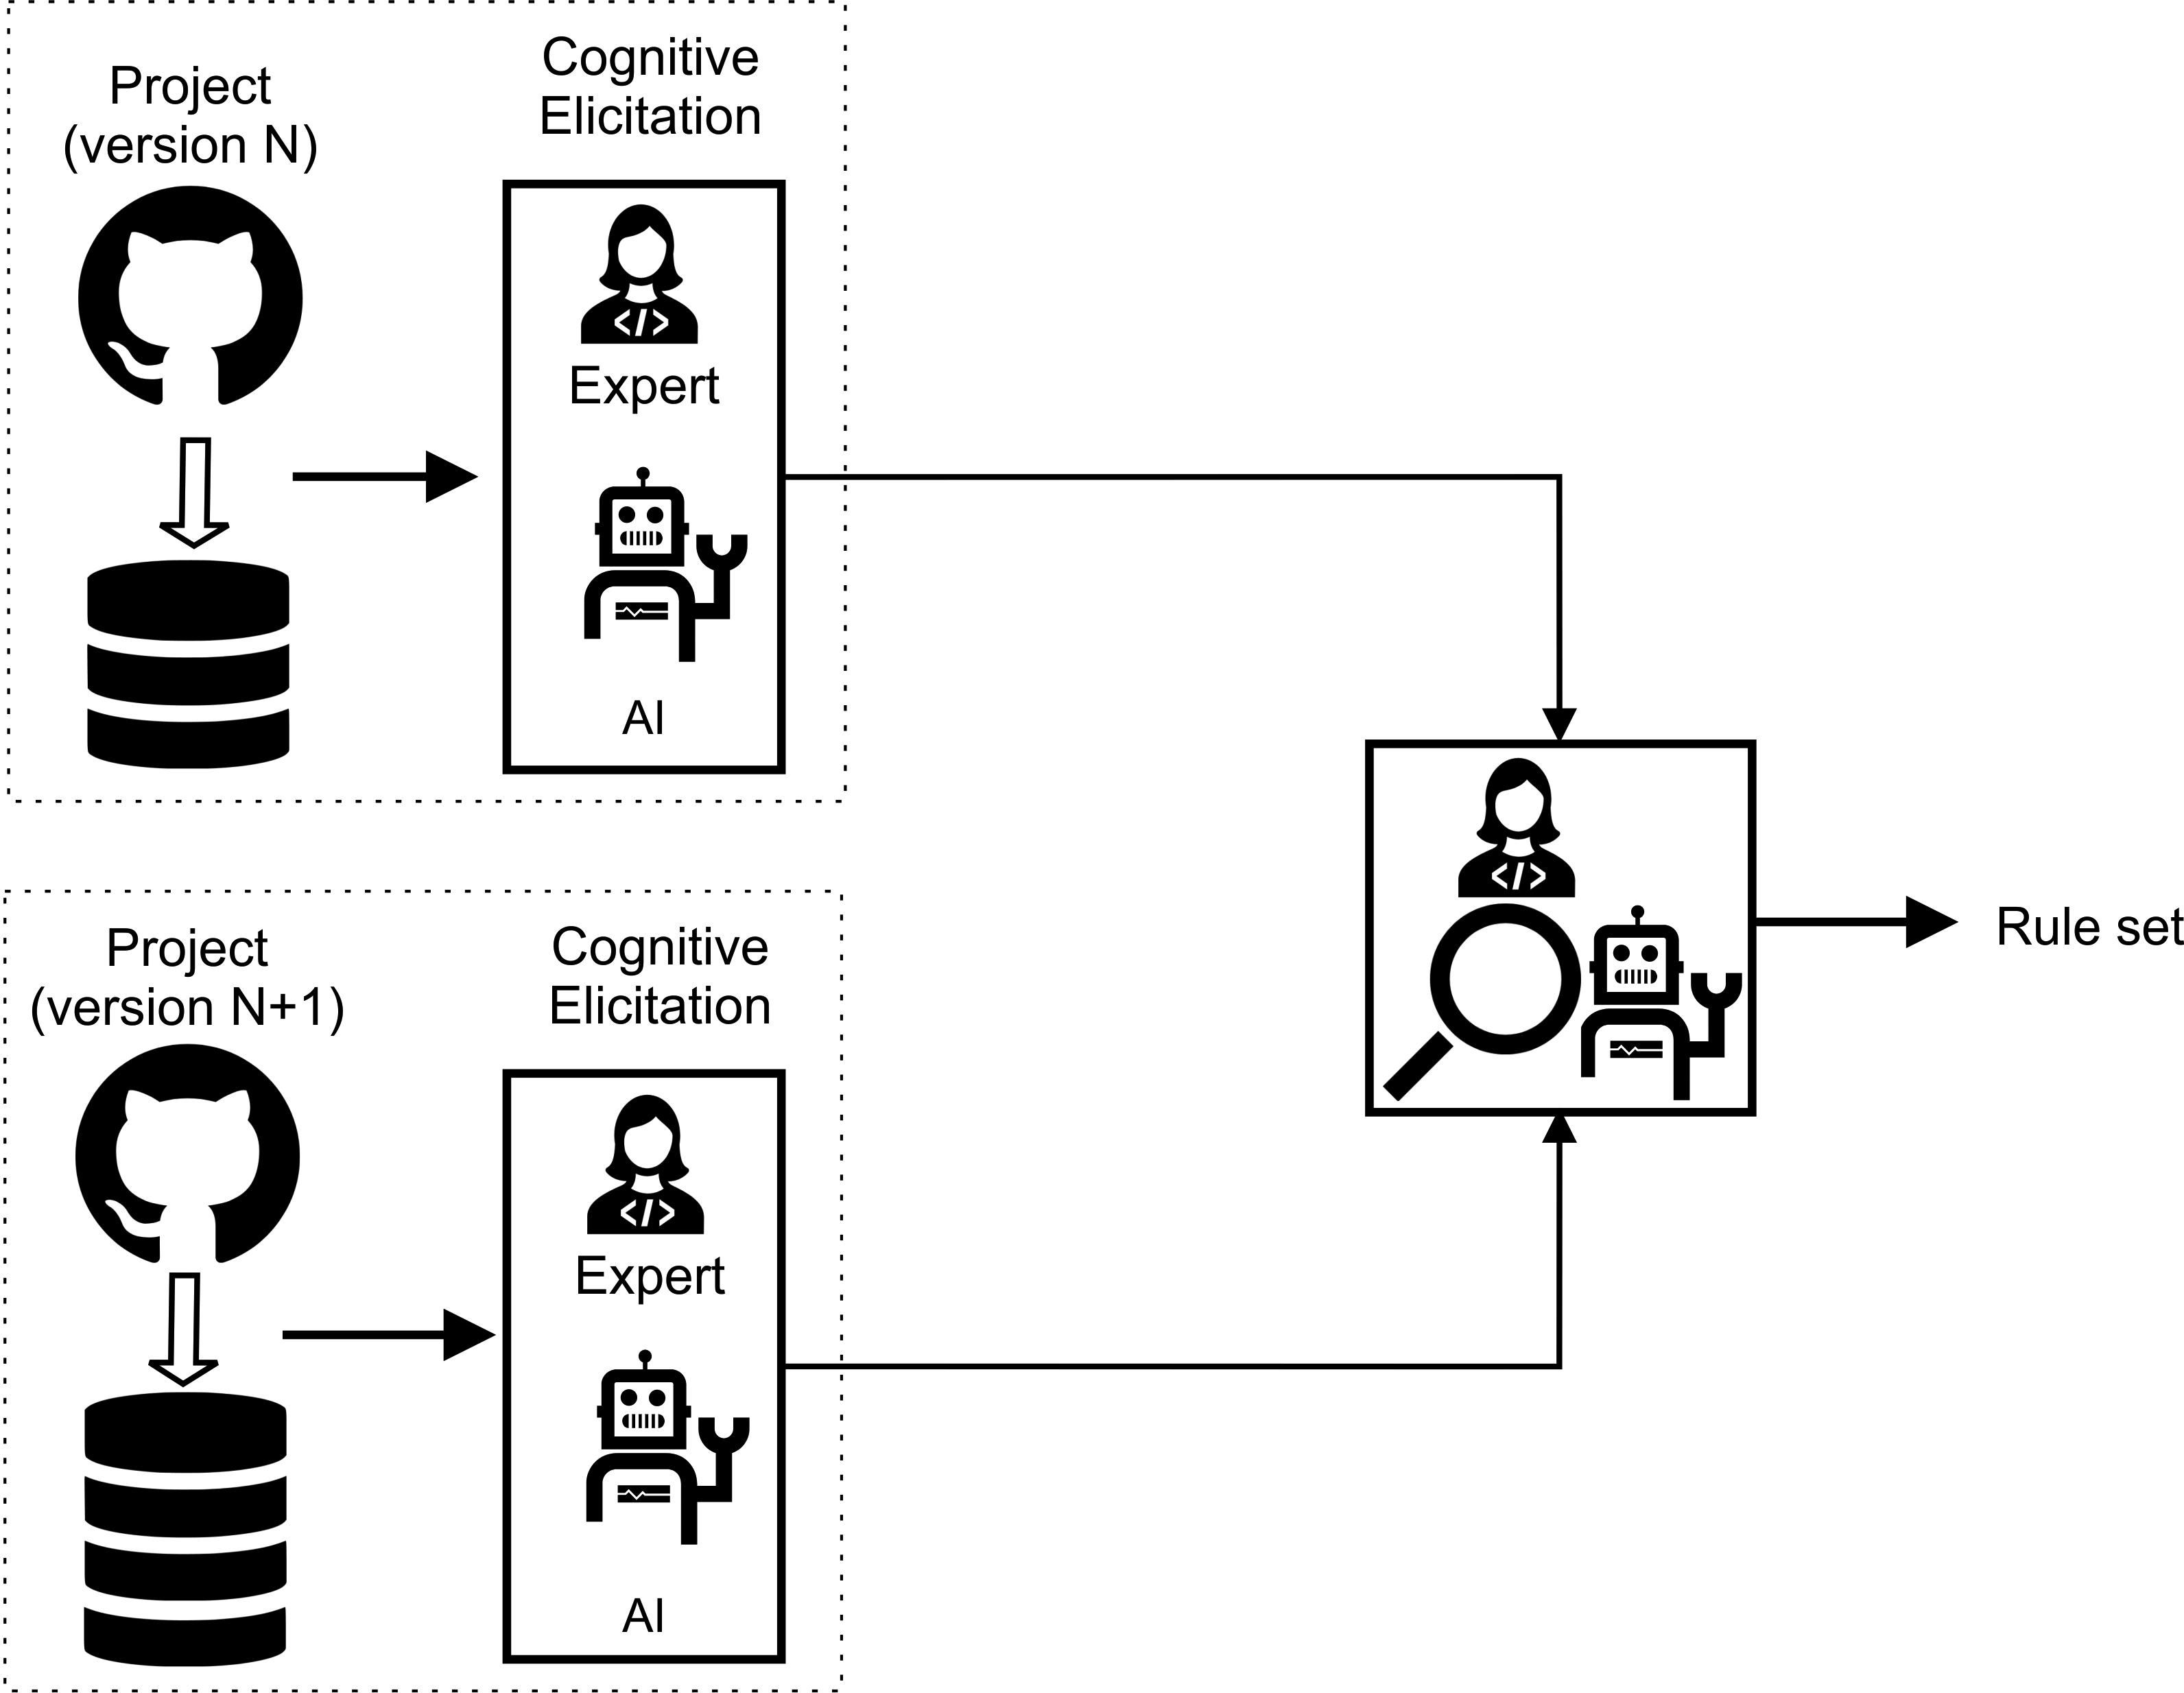 Project
(version N)
Cognitive
Elicitation
</>
Expert
AI
Project
(version N+1)
Cognitive
Elicitation
</>
Expert
AI
</>
Rule set